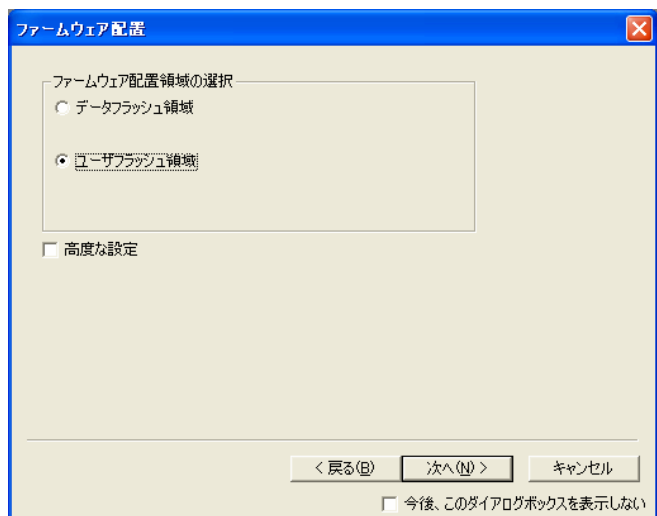 ファームウェア配置
ファームウェア配置領域の選択
データフラッシュ領域
ユーザフラッシュ領域
高度な設定
< 戻る(B)
次へ(N) >
キャンセル
今後、このダイアログボックスを表示しない